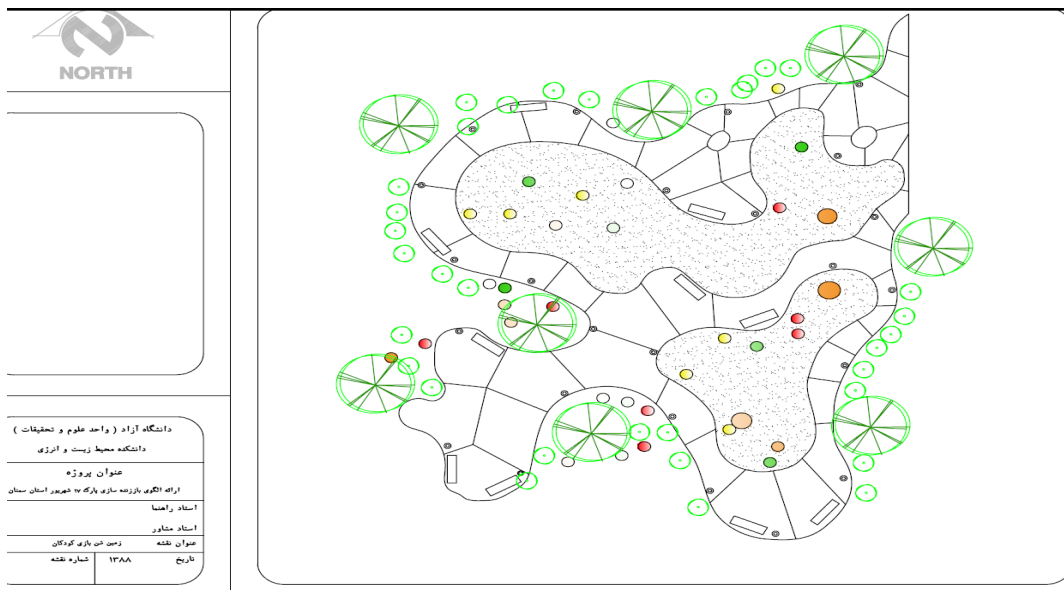 NORTH
دانشگاه آزاد ( واحد علوم و تحقیقات )
دانشکده محیط زیست و انرژی
عنوان پروژه
ارائه الگوی باززنده سازی پارک ۱۷ شهریور استان سمنان
استاد راهنما
استاد مشاور
عنوان نقشه زمین شن بازی کودکان
تاریخ ۱۳۸۸ شماره نقشه